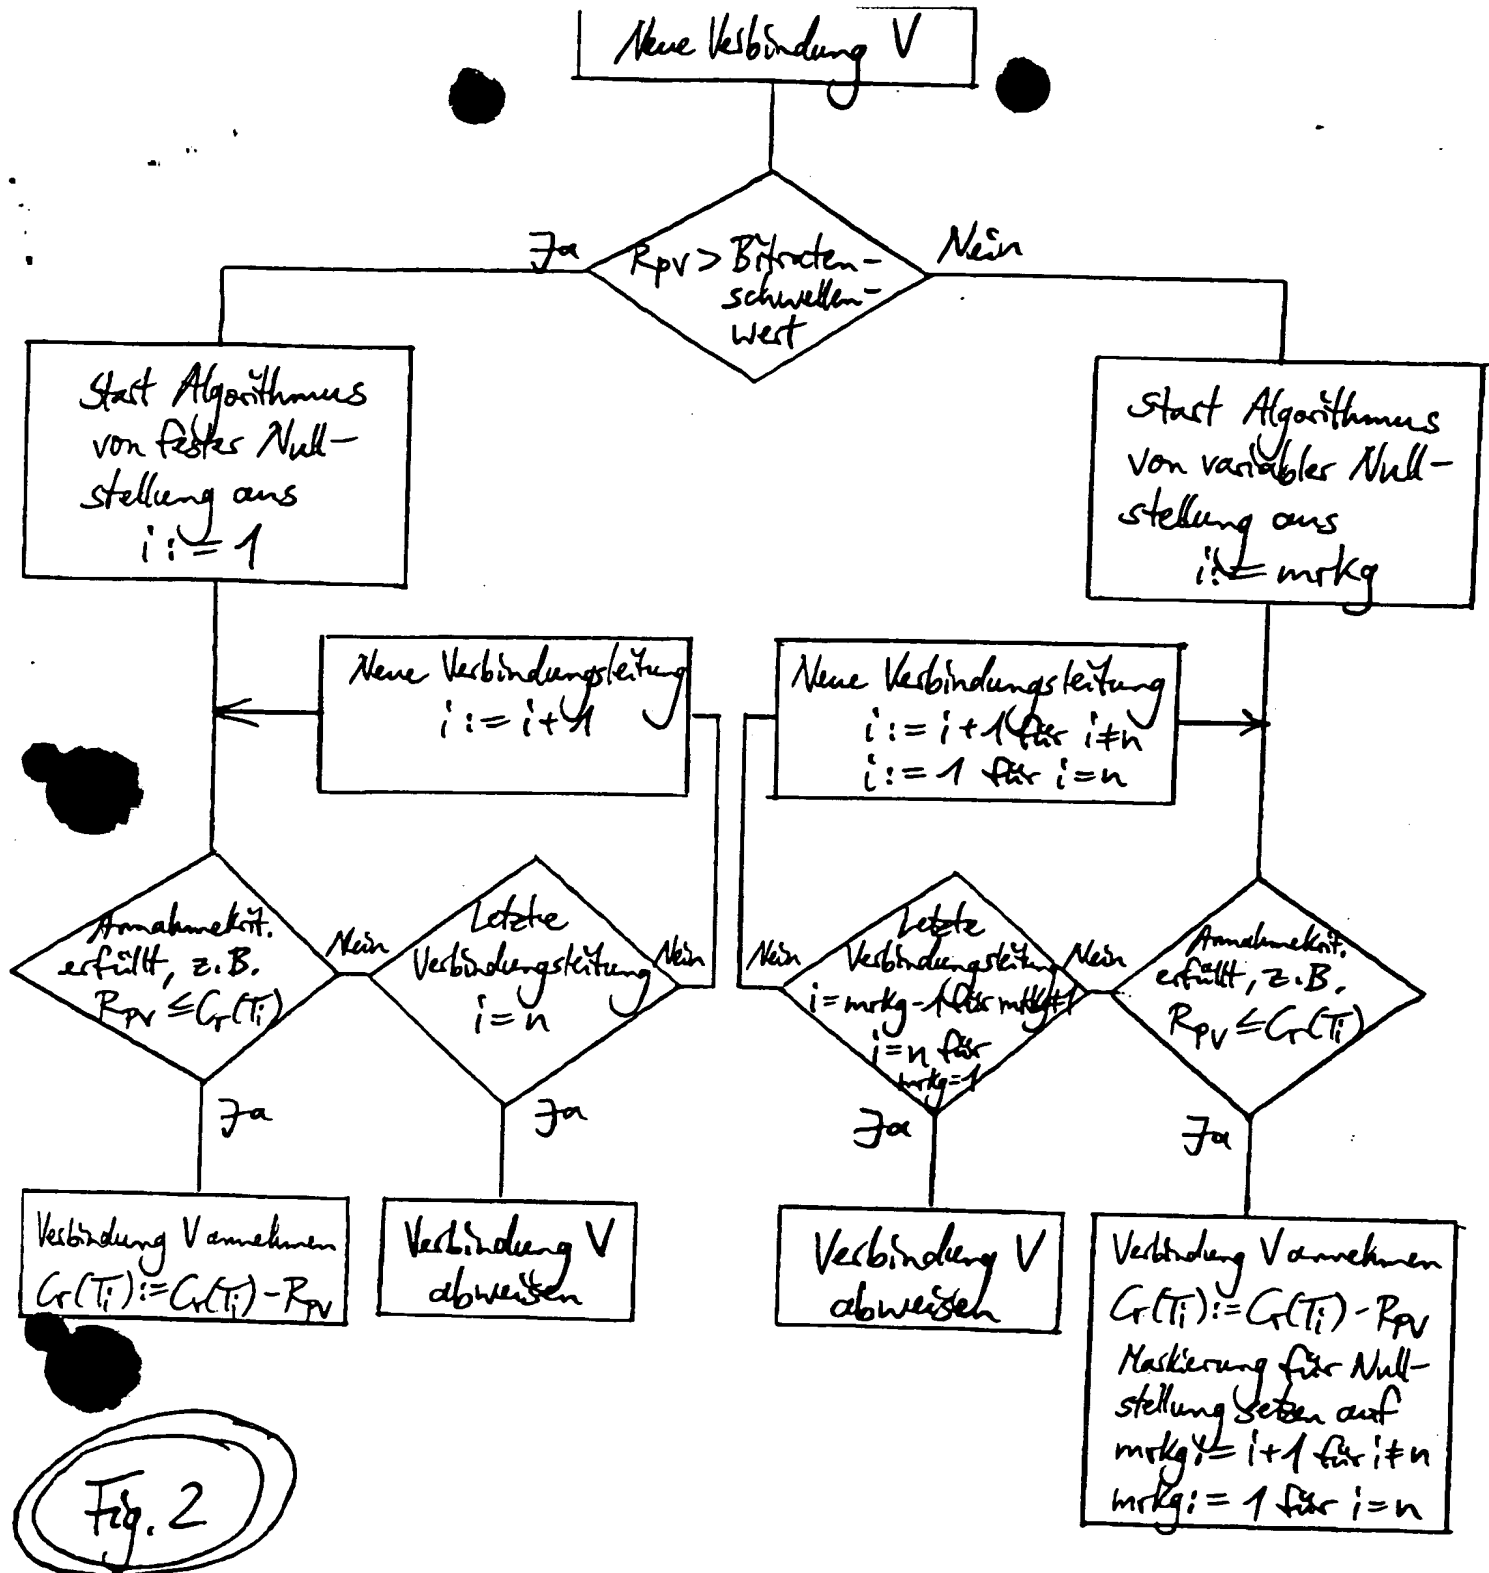 Neue Verbindung V
Ja
Rpv > Bitraten-
schwellen-
wert
Nein
Start Algorithmus
von fester Null-
stellung aus
i := 1
Start Algorithmus
von variabler Null-
stellung aus
i := mrkg
Neue Verbindungsleitung
i := i+1
Neue Verbindungsleitung
i := i+1 für i≠n
i := 1 für i=n
Annahmekrit.
erfüllt, z.B.
Rpv ≤ Cr(Ti)
Nein
Letzte
Verbindungsleitung
i=n
Nein
Nein
Letzte
Verbindungsleitung
i=mrkg-1 für mrkg≠1
i=n für
mrkg=1
Nein
Annahmekrit.
erfüllt, z.B.
Rpv ≤ Cr(Ti)
Ja
Ja
Ja
Ja
Verbindung V annehmen
Cr(Ti):=Cr(Ti)-Rpv
Verbindung V
abweisen
Verbindung V
abweisen
Verbindung V annehmen
Cr(Ti):=Cr(Ti)-Rpv
Markierung für Null-
stellung setzen auf
mrkg:=i+1 für i≠n
mrkg:=1 für i=n
Fig. 2